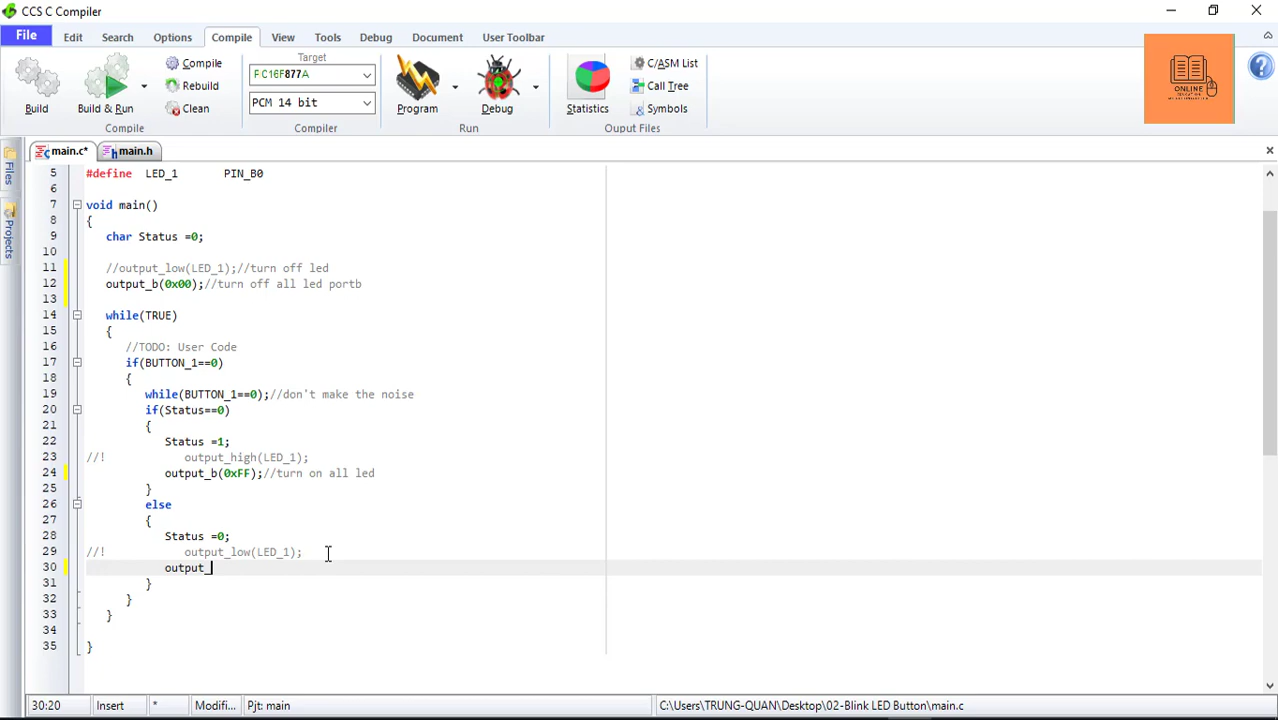 CCS C Compiler
File Edit Search Options Compile View Tools Debug Document User Toolbar
Build
Build & Run
Compile
Rebuild
Clean
Compile
Target
PIC16F877A
PCM 14 bit
Compiler
Program
Debug
Run
Statistics
C/ASM List
Call Tree
Symbols
Ouput Files
ONLINE
EDUCATION
main.c*
main.h
Files
Projects
5 #define LED_1 PIN_B0
6
7 void main()
8 {
9 char Status =0;
10
11 //output_low(LED_1);//turn off led
12 output_b(0x00);//turn off all led portb
13
14 while(TRUE)
15 {
16 //TODO: User Code
17 if(BUTTON_1==0)
18 {
19 while(BUTTON_1==0);//don't make the noise
20 if(Status==0)
21 {
22 Status =1;
23 //! output_high(LED_1);
24 output_b(0xFF);//turn on all led
25 }
26 else
27 {
28 Status =0;
29 //! output_low(LED_1);
30 output_
31 }
32 }
33 }
34
35 }
30:20 Insert * Modifi... Pjt: main C:\Users\TRUNG-QUAN\Desktop\02-Blink LED Button\main.c